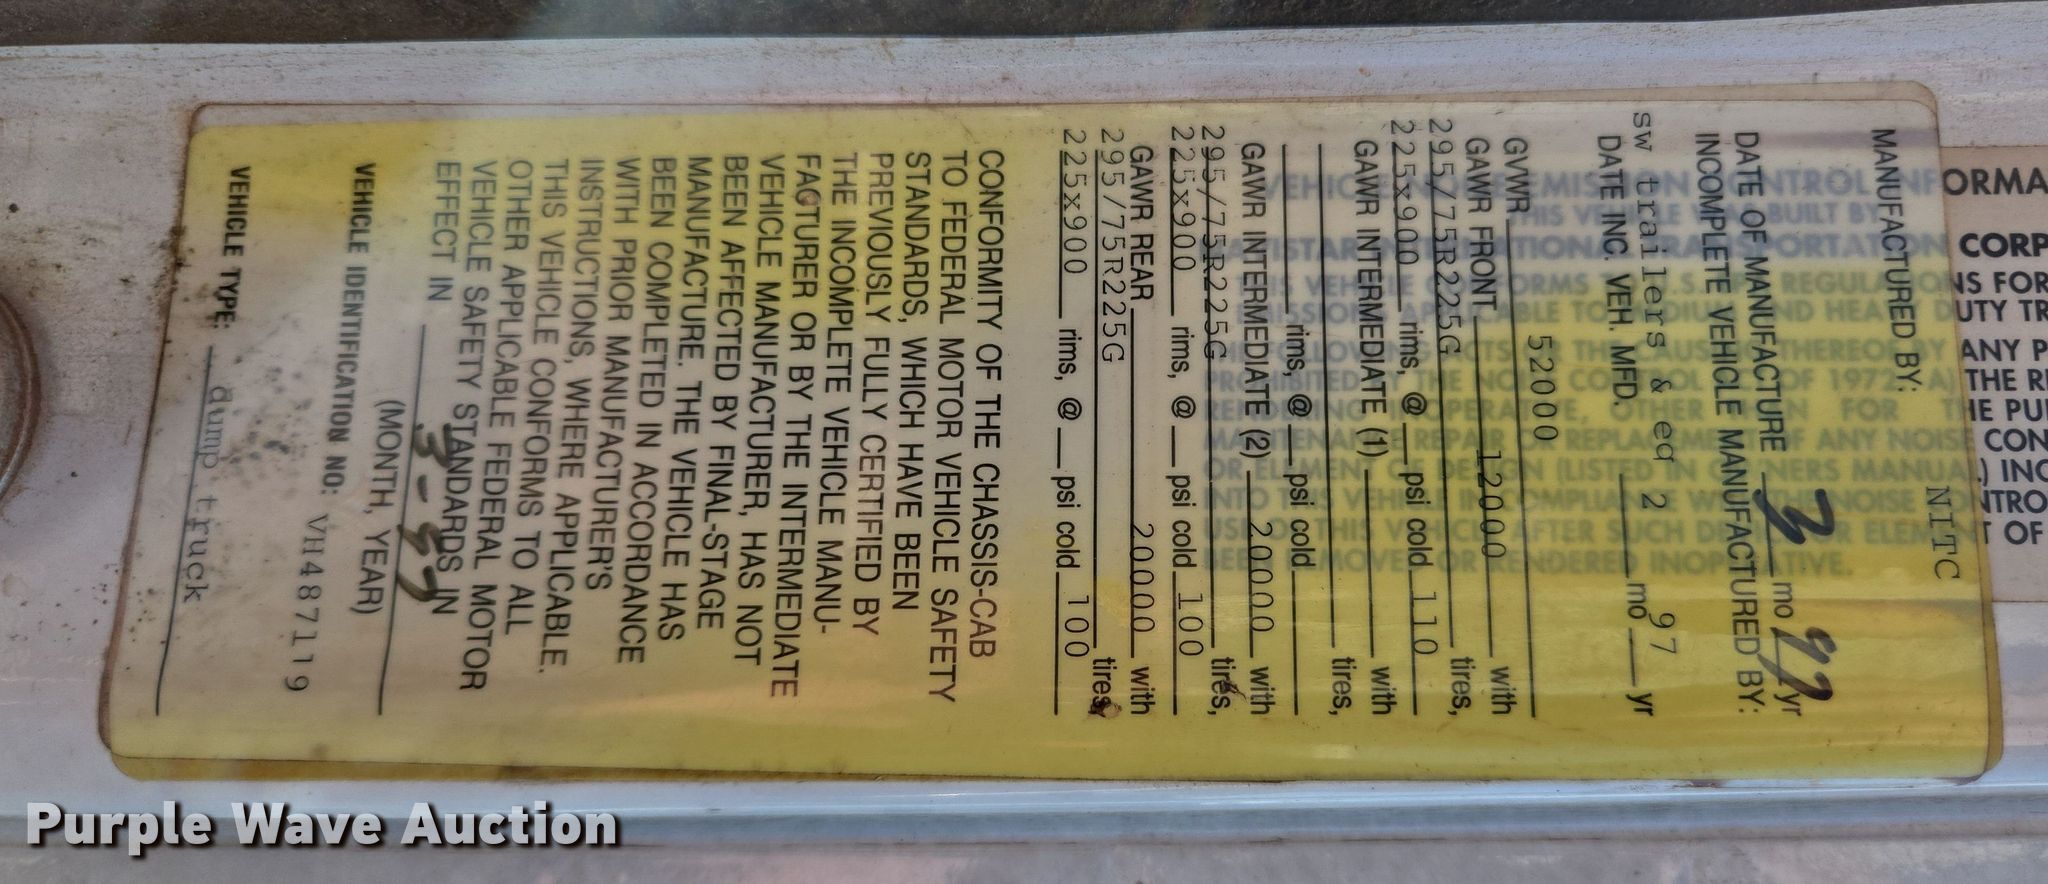 NITC
MANUFACTURED BY:
DATE OF MANUFACTURE 3 mo 97 yr
INCOMPLETE VEHICLE MANUFACTURED BY:
sw trailers & eq 2 97
DATE INC. VEH. MFD. mo yr
GVWR 52000
GAWR FRONT 12000 with
295/75R225G tires,
225x900 rims, @ psi cold 110
GAWR INTERMEDIATE (1) with
tires,
rims, @ psi cold
GAWR INTERMEDIATE (2) 20000 with
295/75R225G tires,
225x900 rims, @ psi cold 100
GAWR REAR 20000 with
295/75R225G tires,
225x900 rims, @ psi cold 100
CONFORMITY OF THE CHASSIS-CAB
TO FEDERAL MOTOR VEHICLE SAFETY
STANDARDS, WHICH HAVE BEEN
PREVIOUSLY FULLY CERTIFIED BY
THE INCOMPLETE VEHICLE MANU-
FACTURER OR BY THE INTERMEDIATE
VEHICLE MANUFACTURER, HAS NOT
BEEN AFFECTED BY FINAL-STAGE
MANUFACTURE. THE VEHICLE HAS
BEEN COMPLETED IN ACCORDANCE
WITH PRIOR MANUFACTURER'S
INSTRUCTIONS, WHERE APPLICABLE.
THIS VEHICLE CONFORMS TO ALL
OTHER APPLICABLE FEDERAL MOTOR
VEHICLE SAFETY STANDARDS IN
EFFECT IN 3-97
(MONTH, YEAR)
VEHICLE IDENTIFICATION NO: VH487119
VEHICLE TYPE: dump truck
Purple Wave Auction